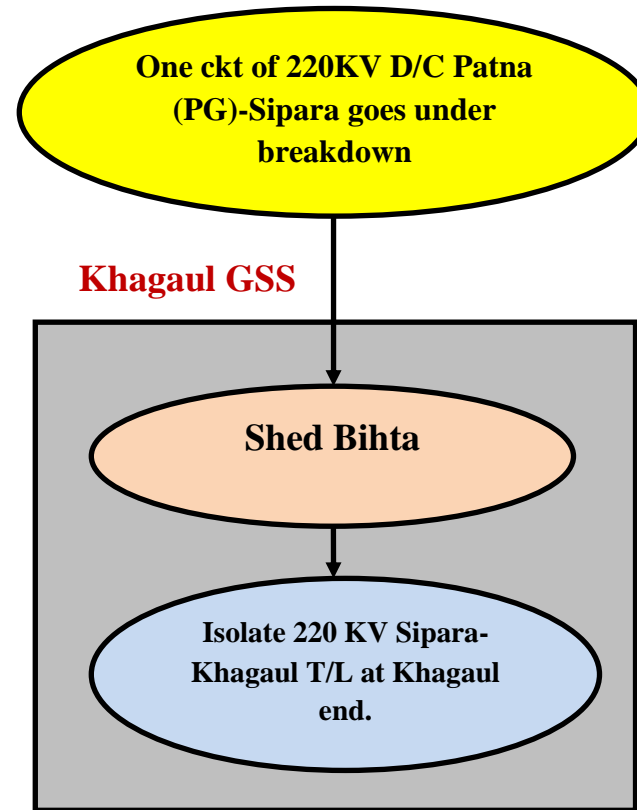 One ckt of 220KV D/C Patna
(PG)-Sipara goes under
breakdown
Khagaul GSS
Shed Bihta
Isolate 220 KV Sipara-
Khagaul T/L at Khagaul
end.